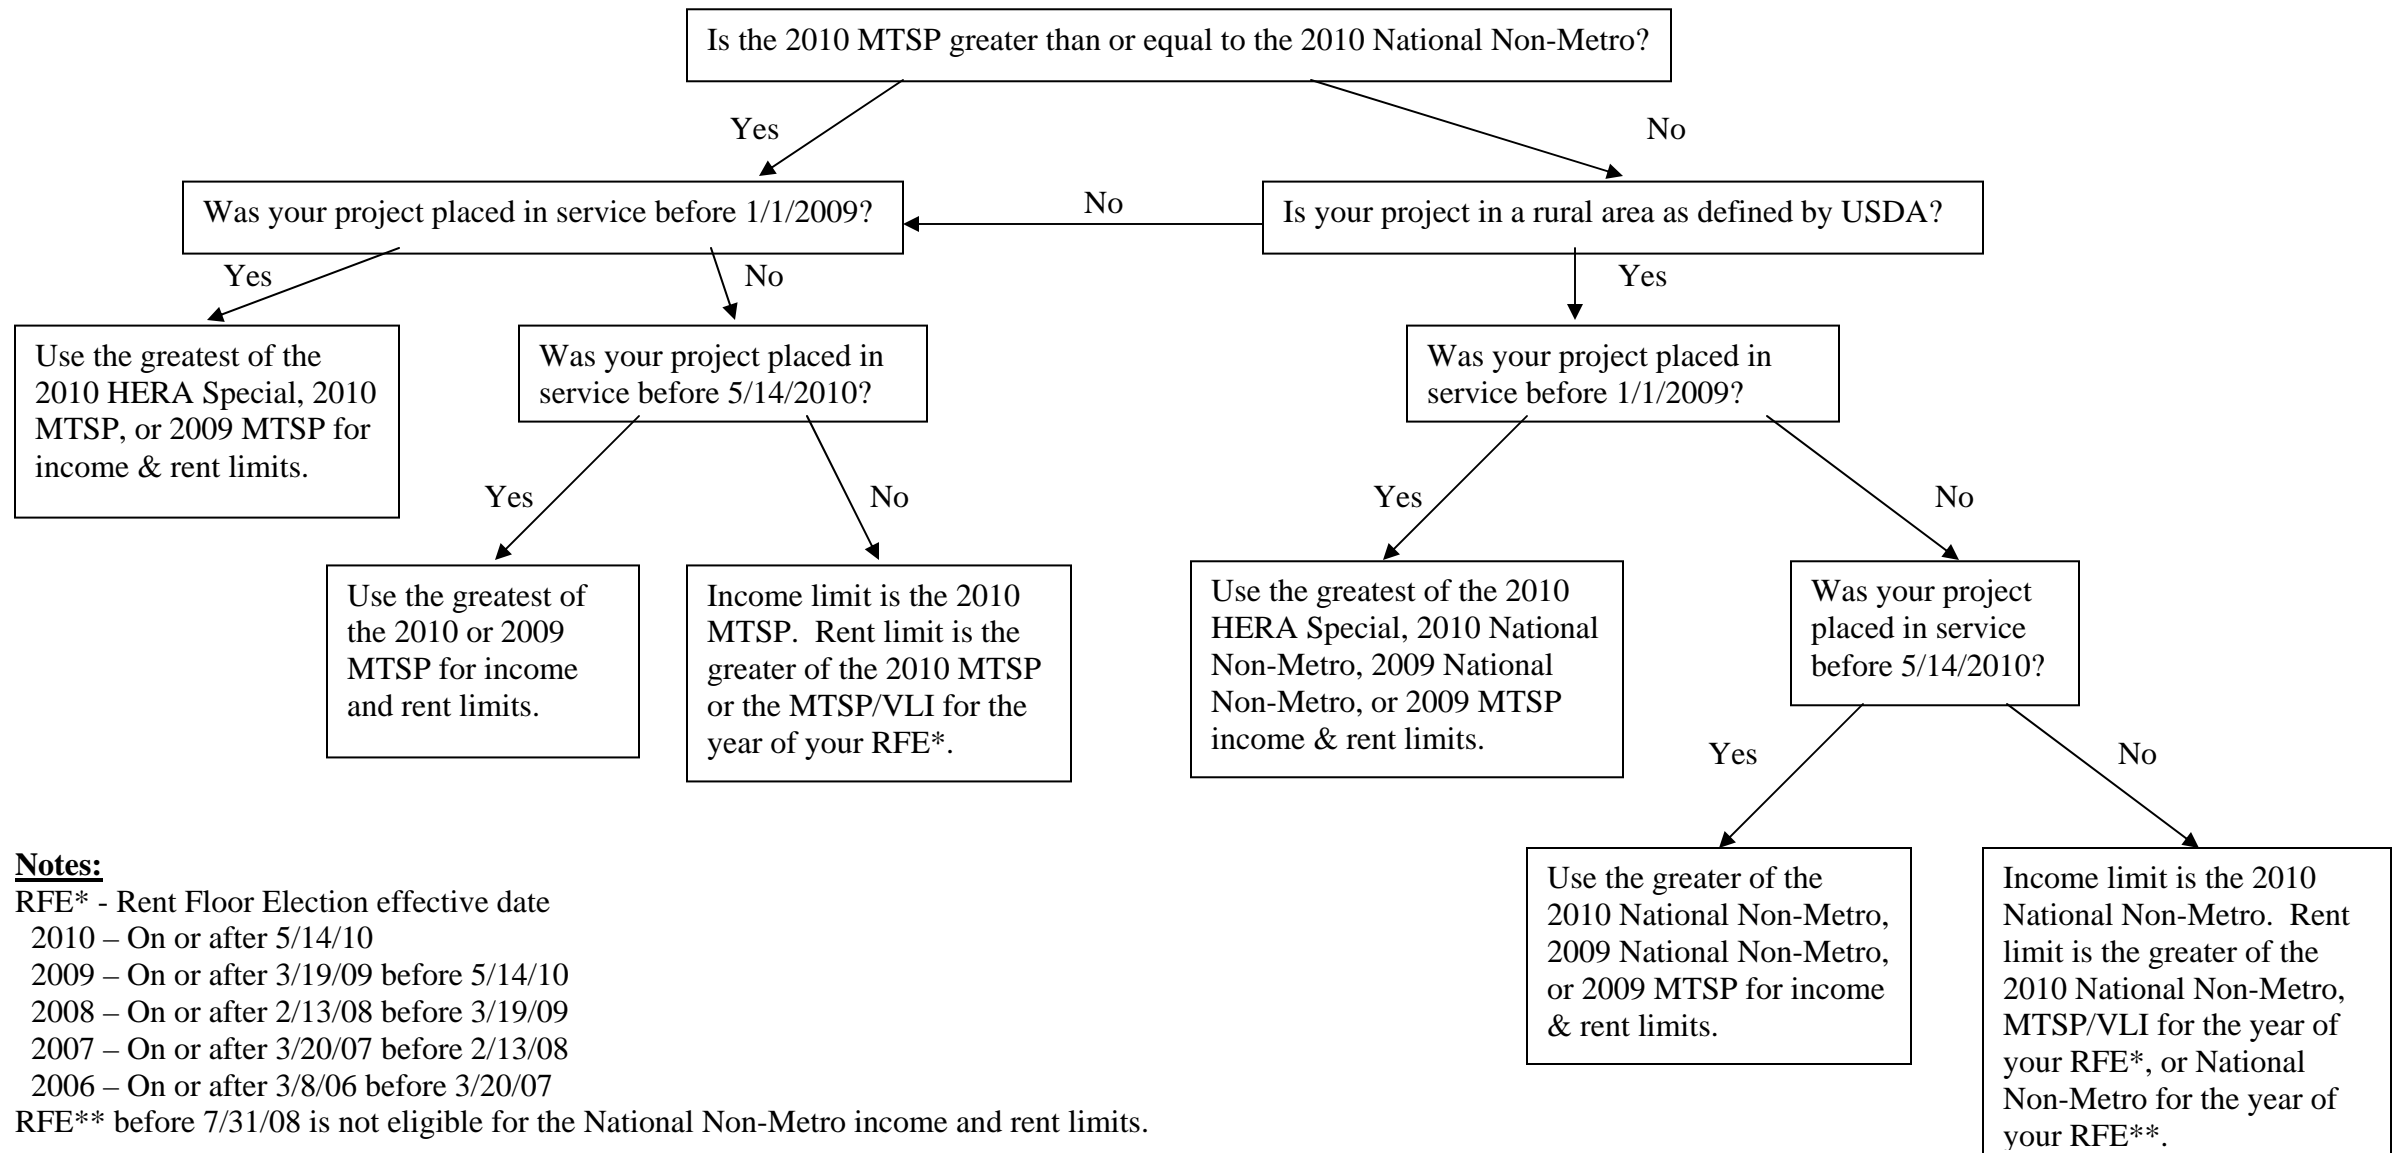 Is the 2010 MTSP greater than or equal to the 2010 National Non-Metro?
Yes
No
Was your project placed in service before 1/1/2009?
No
Is your project in a rural area as defined by USDA?
Yes
No
Yes
Use the greatest of the
2010 HERA Special, 2010
MTSP, or 2009 MTSP for
income & rent limits.
Was your project placed in
service before 5/14/2010?
Was your project placed in
service before 1/1/2009?
Yes
No
Yes
No
Use the greatest of
the 2010 or 2009
MTSP for income
and rent limits.
Income limit is the 2010
MTSP.  Rent limit is the
greater of the 2010 MTSP
or the MTSP/VLI for the
year of your RFE*.
Use the greatest of the 2010
HERA Special, 2010 National
Non-Metro, 2009 National
Non-Metro, or 2009 MTSP
income & rent limits.
Was your project
placed in service
before 5/14/2010?
Yes
No
Use the greater of the
2010 National Non-Metro,
2009 National Non-Metro,
or 2009 MTSP for income
& rent limits.
Income limit is the 2010
National Non-Metro.  Rent
limit is the greater of the
2010 National Non-Metro,
MTSP/VLI for the year of
your RFE*, or National
Non-Metro for the year of
your RFE**.
Notes:
RFE* - Rent Floor Election effective date
2010 – On or after 5/14/10
2009 – On or after 3/19/09 before 5/14/10
2008 – On or after 2/13/08 before 3/19/09
2007 – On or after 3/20/07 before 2/13/08
2006 – On or after 3/8/06 before 3/20/07
RFE** before 7/31/08 is not eligible for the National Non-Metro income and rent limits.